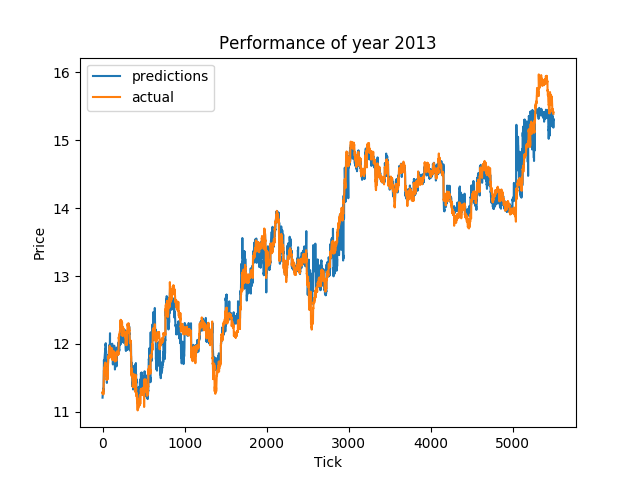 Performance of year 2013
predictions
actual
Price
16
15
14
13
12
11
0 1000 2000 3000 4000 5000
Tick